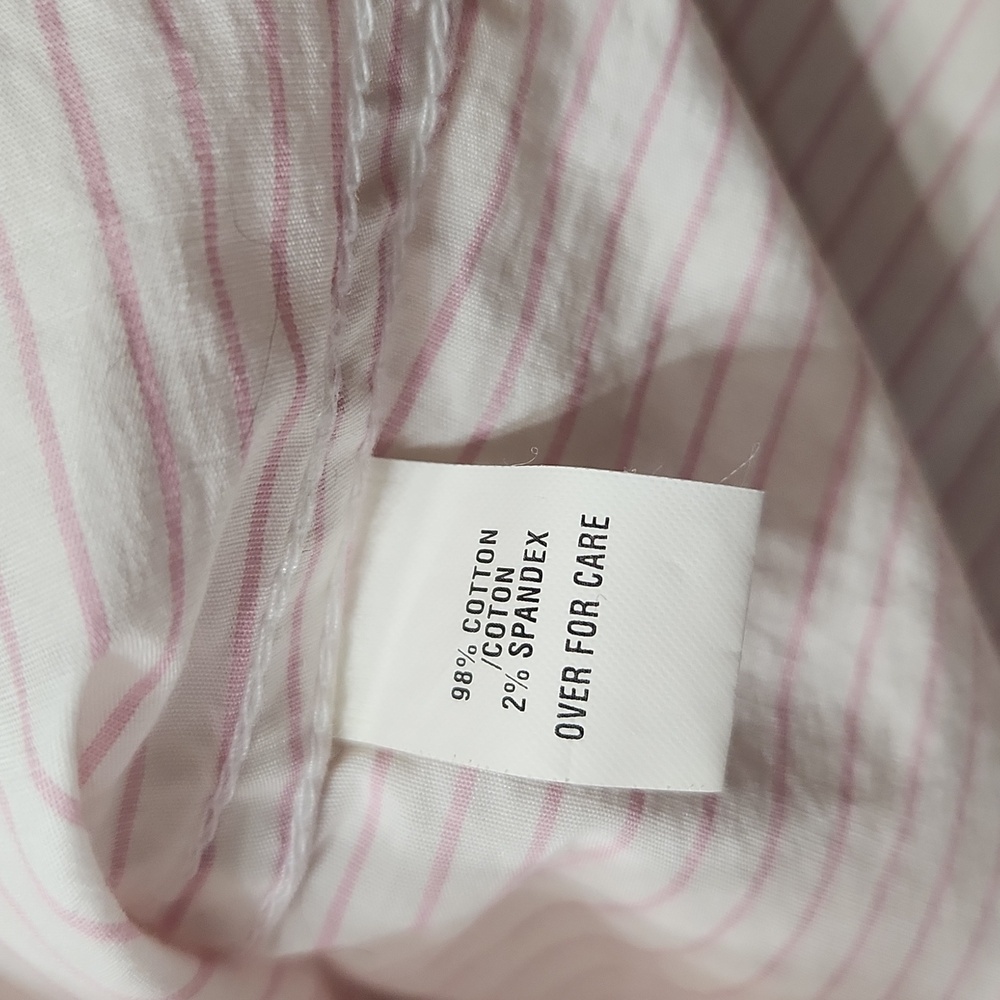 98% COTTON
/COTON
2% SPANDEX
OVER FOR CARE